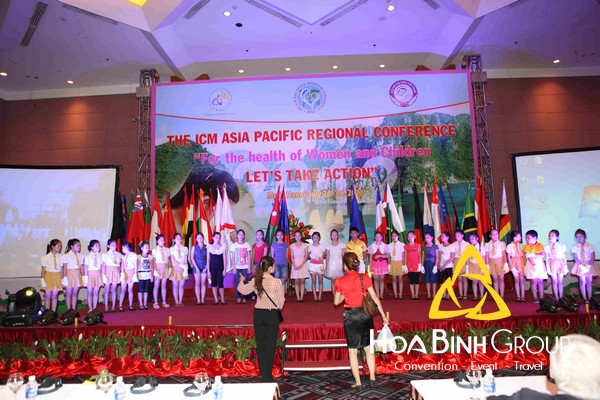 THE ICM ASIA PACIFIC REGIONAL CONFERENCE
"For the health of Women and Children
LET'S TAKE ACTION"
HOA BINH GROUP
Convention - Event - Travel